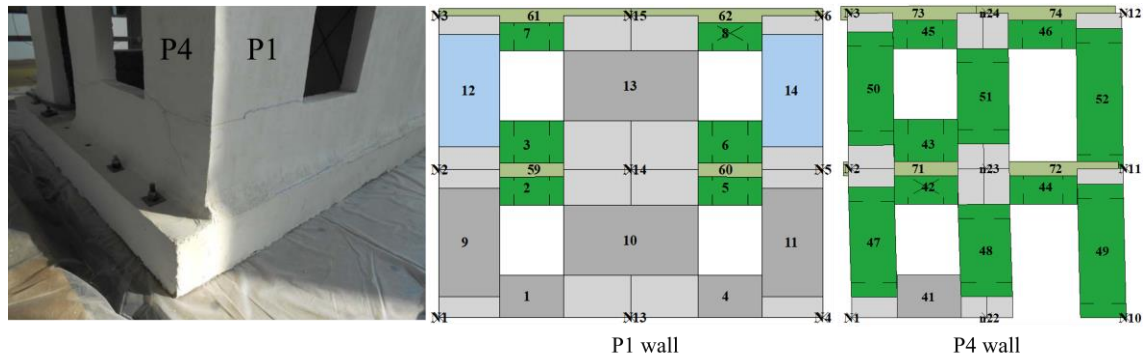 P4 P1
N3 61 N15 62 N6
7 8
12 13 14
3 6
N2 59 N14 60 N5
2 5
9 10 11
1 4
N1 N13 N4
P1 wall
N3 73 n24 74 N12
45 46
50 51 52
43
N2 71 n23 72 N11
42 44
47 48 49
41
N1 n22 N10
P4 wall